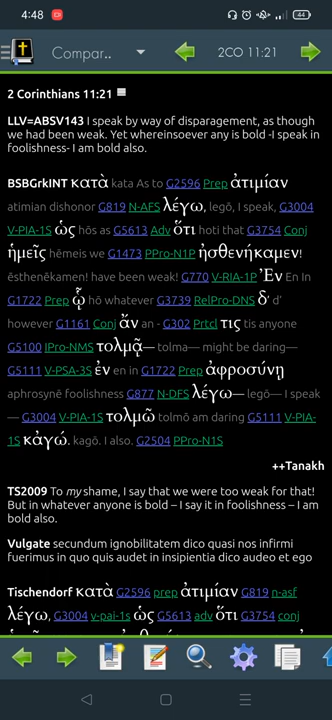 4:48
44
Compar..
2CO 11:21
2 Corinthians 11:21
LLV=ABSV143 I speak by way of disparagement, as though
we had been weak. Yet whereinsoever any is bold -I speak in
foolishness- I am bold also.
BSBGrkINT κατὰ kata As to G2596 Prep ἀτιμίαν
atimian dishonor G819 N-AFS λέγω, legō, I speak, G3004
V-PIA-1S ὡς hōs as G5613 Adv ὅτι hoti that G3754 Conj
ἡμεῖς hēmeis we G1473 PPro-N1P ἠσθενήκαμεν!
ēsthenēkamen! have been weak! G770 V-RIA-1P Ἐν En In
G1722 Prep ᾧ hō whatever G3739 RelPro-DNS δ’ d’
however G1161 Conj ἄν an - G302 Prtcl τις tis anyone
G5100 IPro-NMS τολμᾷ— tolma— might be daring—
G5111 V-PSA-3S ἐν en in G1722 Prep ἀφροσύνῃ
aphrosynē foolishness G877 N-DFS λέγω— legō— I speak
— G3004 V-PIA-1S τολμῶ tolmō am daring G5111 V-PIA-
1S κἀγώ. kagō. I also. G2504 PPro-N1S
++Tanakh
TS2009 To my shame, I say that we were too weak for that!
But in whatever anyone is bold – I say it in foolishness – I am
bold also.
Vulgate secundum ignobilitatem dico quasi nos infirmi
fuerimus in quo quis audet in insipientia dico audeo et ego
Tischendorf κατὰ G2596 prep ἀτιμίαν G819 n-asf
λέγω, G3004 v-pai-1s ὡς G5613 adv ὅτι G3754 conj